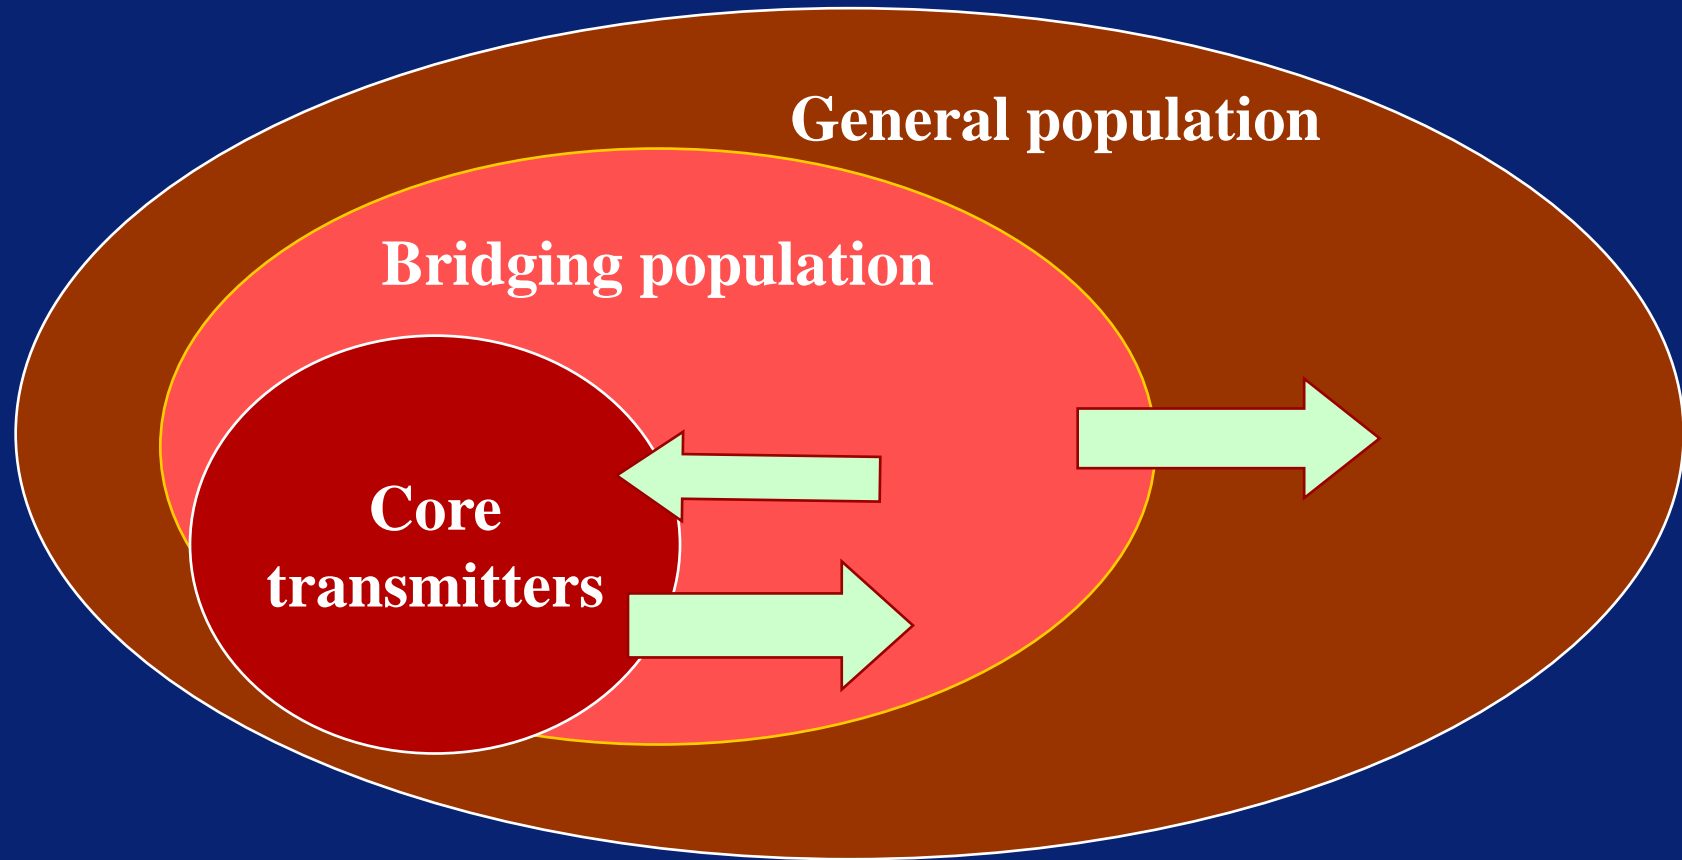 General population
Bridging population
Core
transmitters